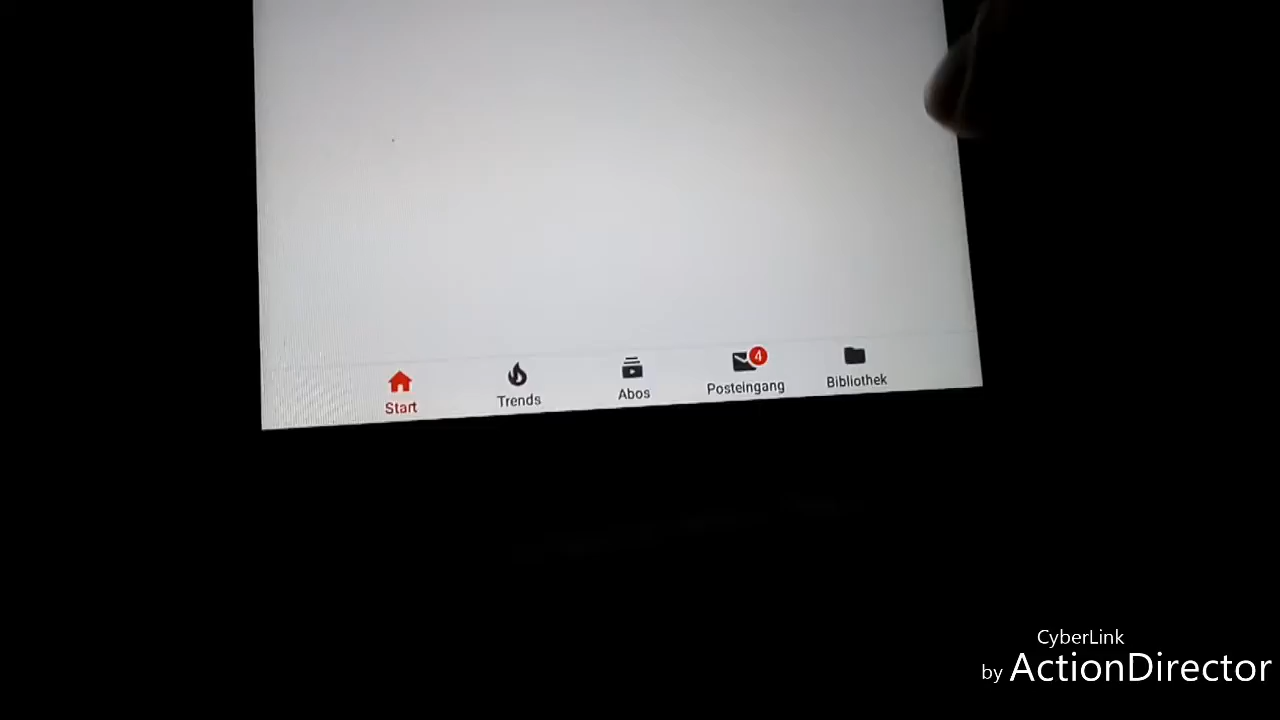 Start
Trends
Abos
4
Posteingang
Bibliothek
CyberLink
by ActionDirector